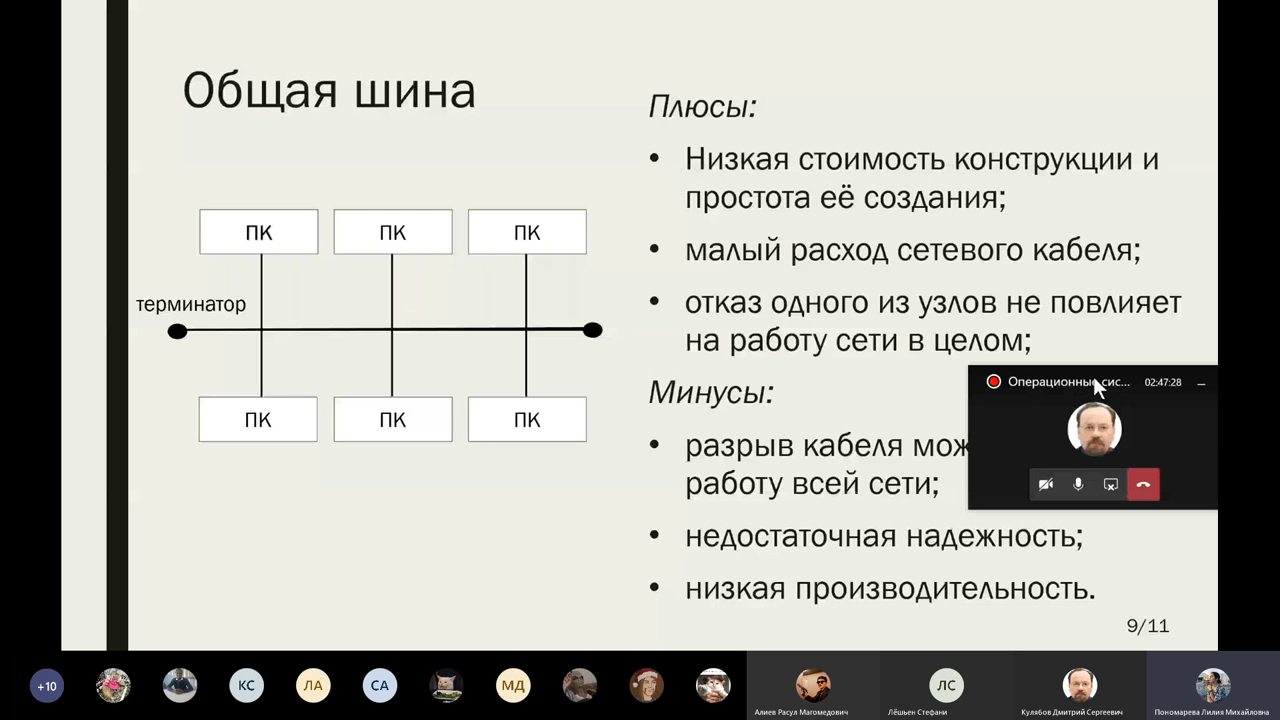 Общая шина
ПК
ПК
ПК
терминатор
ПК
ПК
ПК
Плюсы:
• Низкая стоимость конструкции и
простота её создания;
• малый расход сетевого кабеля;
• отказ одного из узлов не повлияет
на работу сети в целом;
Минусы:
• разрыв кабеля мож
работу всей сети;
• недостаточная надежность;
• низкая производительность.
9/11
Операционные сис...
02:47:28
+10
КС
ЛА
СА
МД
Алиев Расул Магомедович
ЛС
Лёшьен Стефани
Кулябов Дмитрий Сергеевич
Пономарева Лилия Михайловна